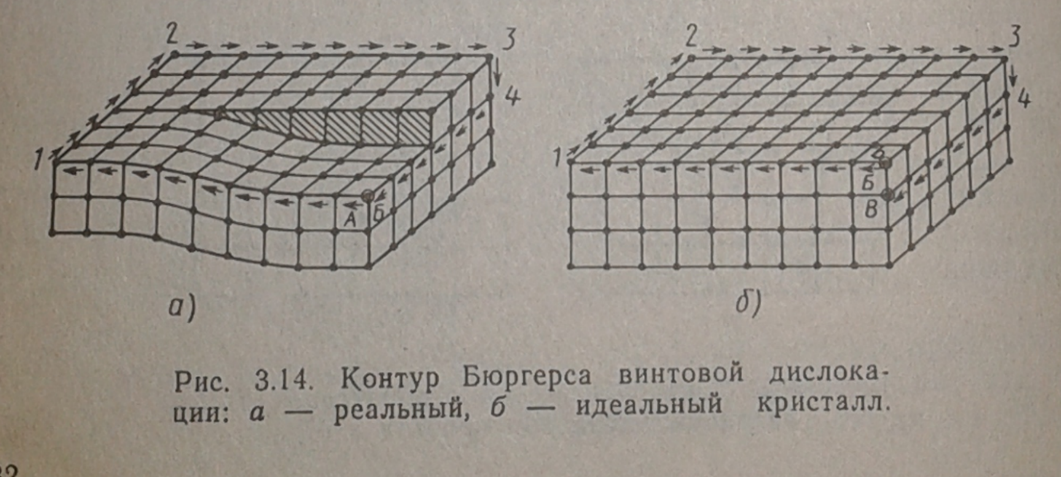 2
3
4
1
А
Б
а)
2
3
4
1
Б
В
б)
Рис. 3.14. Контур Бюргерса винтовой дислока-
ции: а — реальный, б — идеальный кристалл.